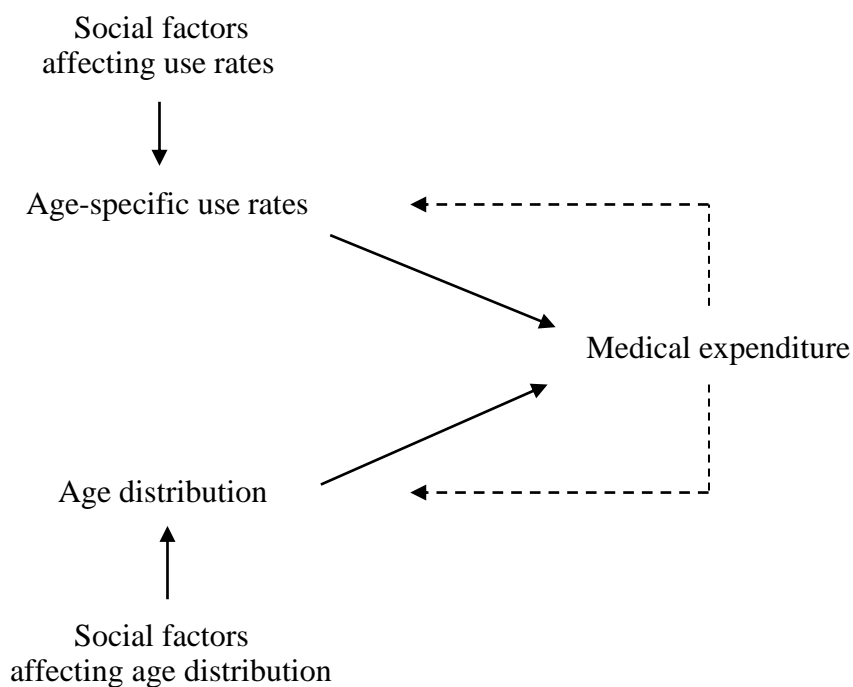 Social factors
affecting use rates
Age-specific use rates
Medical expenditure
Age distribution
Social factors
affecting age distribution